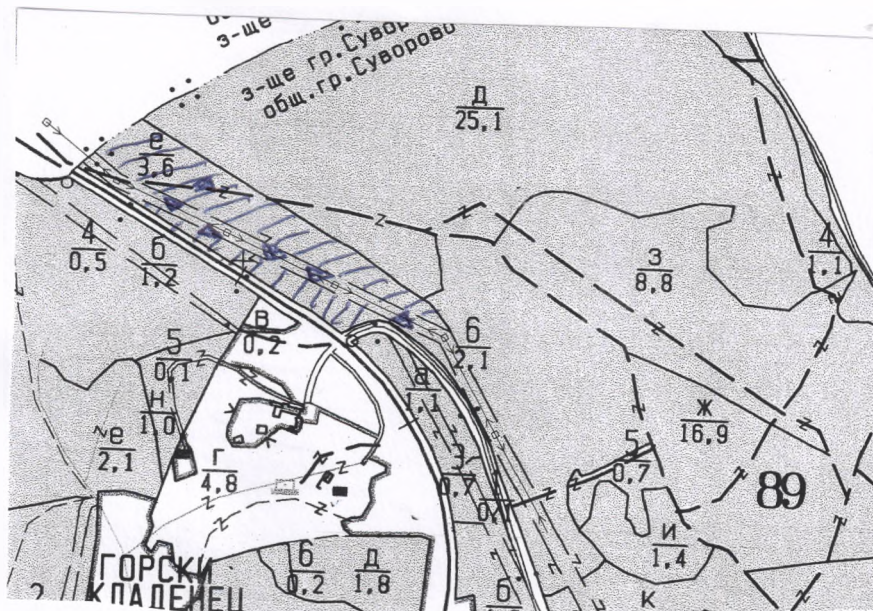 з-ще
з-ще гр.Суворово
общ.гр.Суворово
Д
25,1
е
3,6
4
0,5
б
1,2
З
8,8
4
1,1
в
0,2
б
2,1
5
0,1
а
1,1
н
1,0
~е
2,1
г
4,8
ж
16,9
3
0,7
5
0,7
89
и
1,4
ГОРСКИ
КЛАДЕНЕЦ
б
0,2
д
1,8
2
б
к